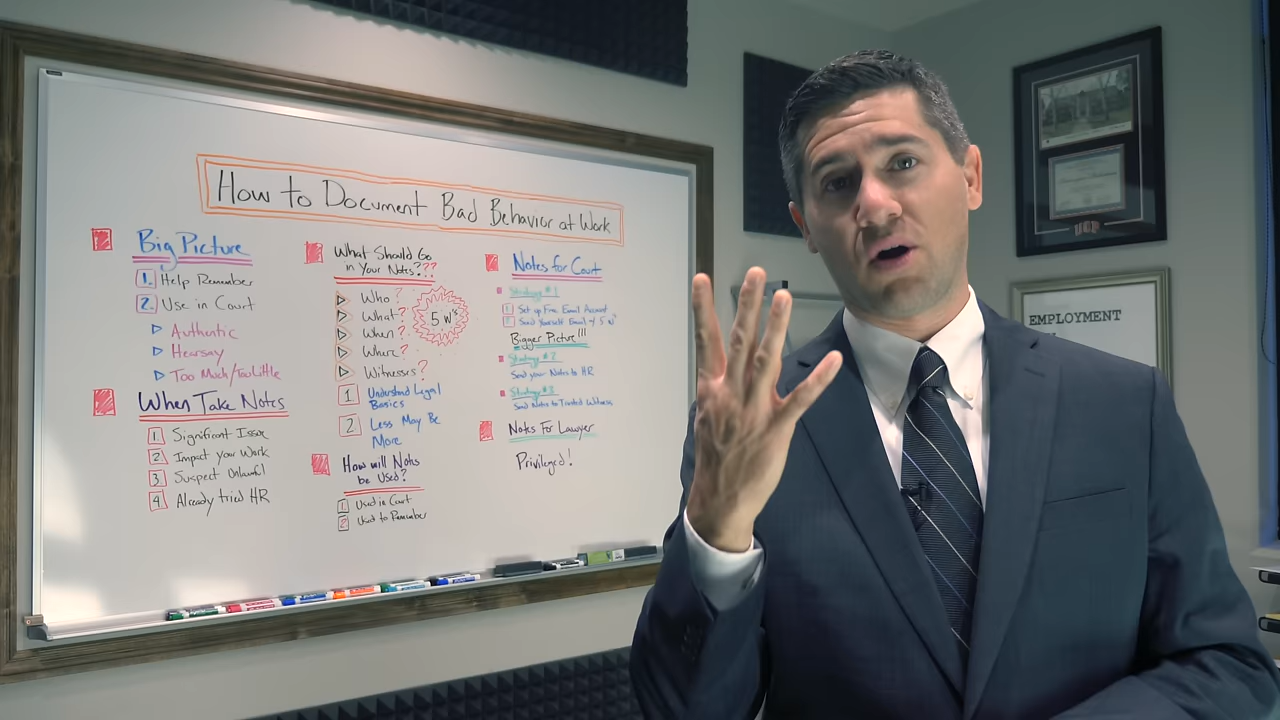 How to Document Bad Behavior at Work
Big Picture
1. Help Remember
2. Use in Court
Authentic
Hearsay
Too Much/Too Little
When Take Notes
1. Significant Issue
2. Impact your Work
3. Suspect Unlawful
4. Already tried HR
What Should Go
in Your Notes???
Who?
What?
When?
Where?
Witnesses?
5 W's
1 Understand Legal
Basics
2 Less May Be
More
How will Notes
be Used?
1 Used in Court
2 Used to Remember
Notes for Court
Strategy #1
1 Set up Free Email Account
2 Send Yourself Email w/ 5 W's
Bigger Picture!!!
Strategy #2
Send your Notes to HR
Strategy #3
Send Notes to Trusted Witness
Notes For Lawyer
Privileged!
EMPLOYMENT